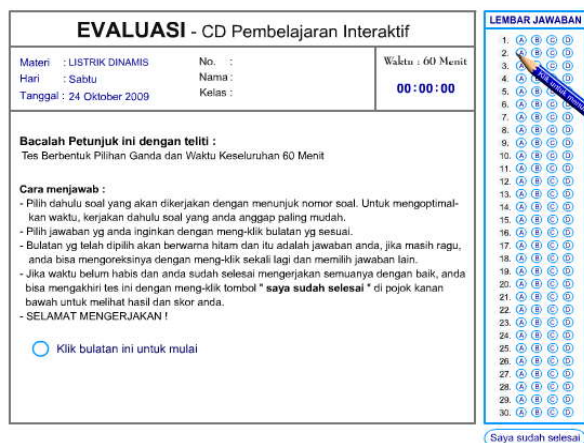 EVALUASI - CD Pembelajaran Interaktif
Materi : LISTRIK DINAMIS
Hari : Sabtu
Tanggal : 24 Oktober 2009
No. :
Nama :
Kelas :
Waktu : 60 Menit
00:00:00
Bacalah Petunjuk ini dengan teliti :
Tes Berbentuk Pilihan Ganda dan Waktu Keseluruhan 60 Menit
Cara menjawab :
- Pilih dahulu soal yang akan dikerjakan dengan menunjuk nomor soal. Untuk mengoptimal-
kan waktu, kerjakan dahulu soal yang anda anggap paling mudah.
- Pilih jawaban yg anda inginkan dengan meng-klik bulatan yg sesuai.
- Bulatan yg telah dipilih akan berwarna hitam dan itu adalah jawaban anda, jika masih ragu,
anda bisa mengoreksinya dengan meng-klik sekali lagi dan memilih jawaban lain.
- Jika waktu belum habis dan anda sudah selesai mengerjakan semuanya dengan baik, anda
bisa mengakhiri tes ini dengan meng-klik tombol " saya sudah selesai " di pojok kanan
bawah untuk melihat hasil dan skor anda.
- SELAMAT MENGERJAKAN !
Klik bulatan ini untuk mulai
LEMBAR JAWABAN
1. A B C D
2. A B C D
3. A C D
4. A D
5. A B
6. A B C
7. A B C D
8. A B C D
9. A B C D
10. A B C D
11. A B C D
12. A B C D
13. A B C D
14. A B C D
15. A B C D
16. A B C D
17. A B C D
18. A B C D
19. A B C D
20. A B C D
21. A B C D
22. A B C D
23. A B C D
24. A B C D
25. A B C D
26. A B C D
27. A B C D
28. A B C D
29. A B C D
30. A B C D
Klik untuk
Saya sudah selesai